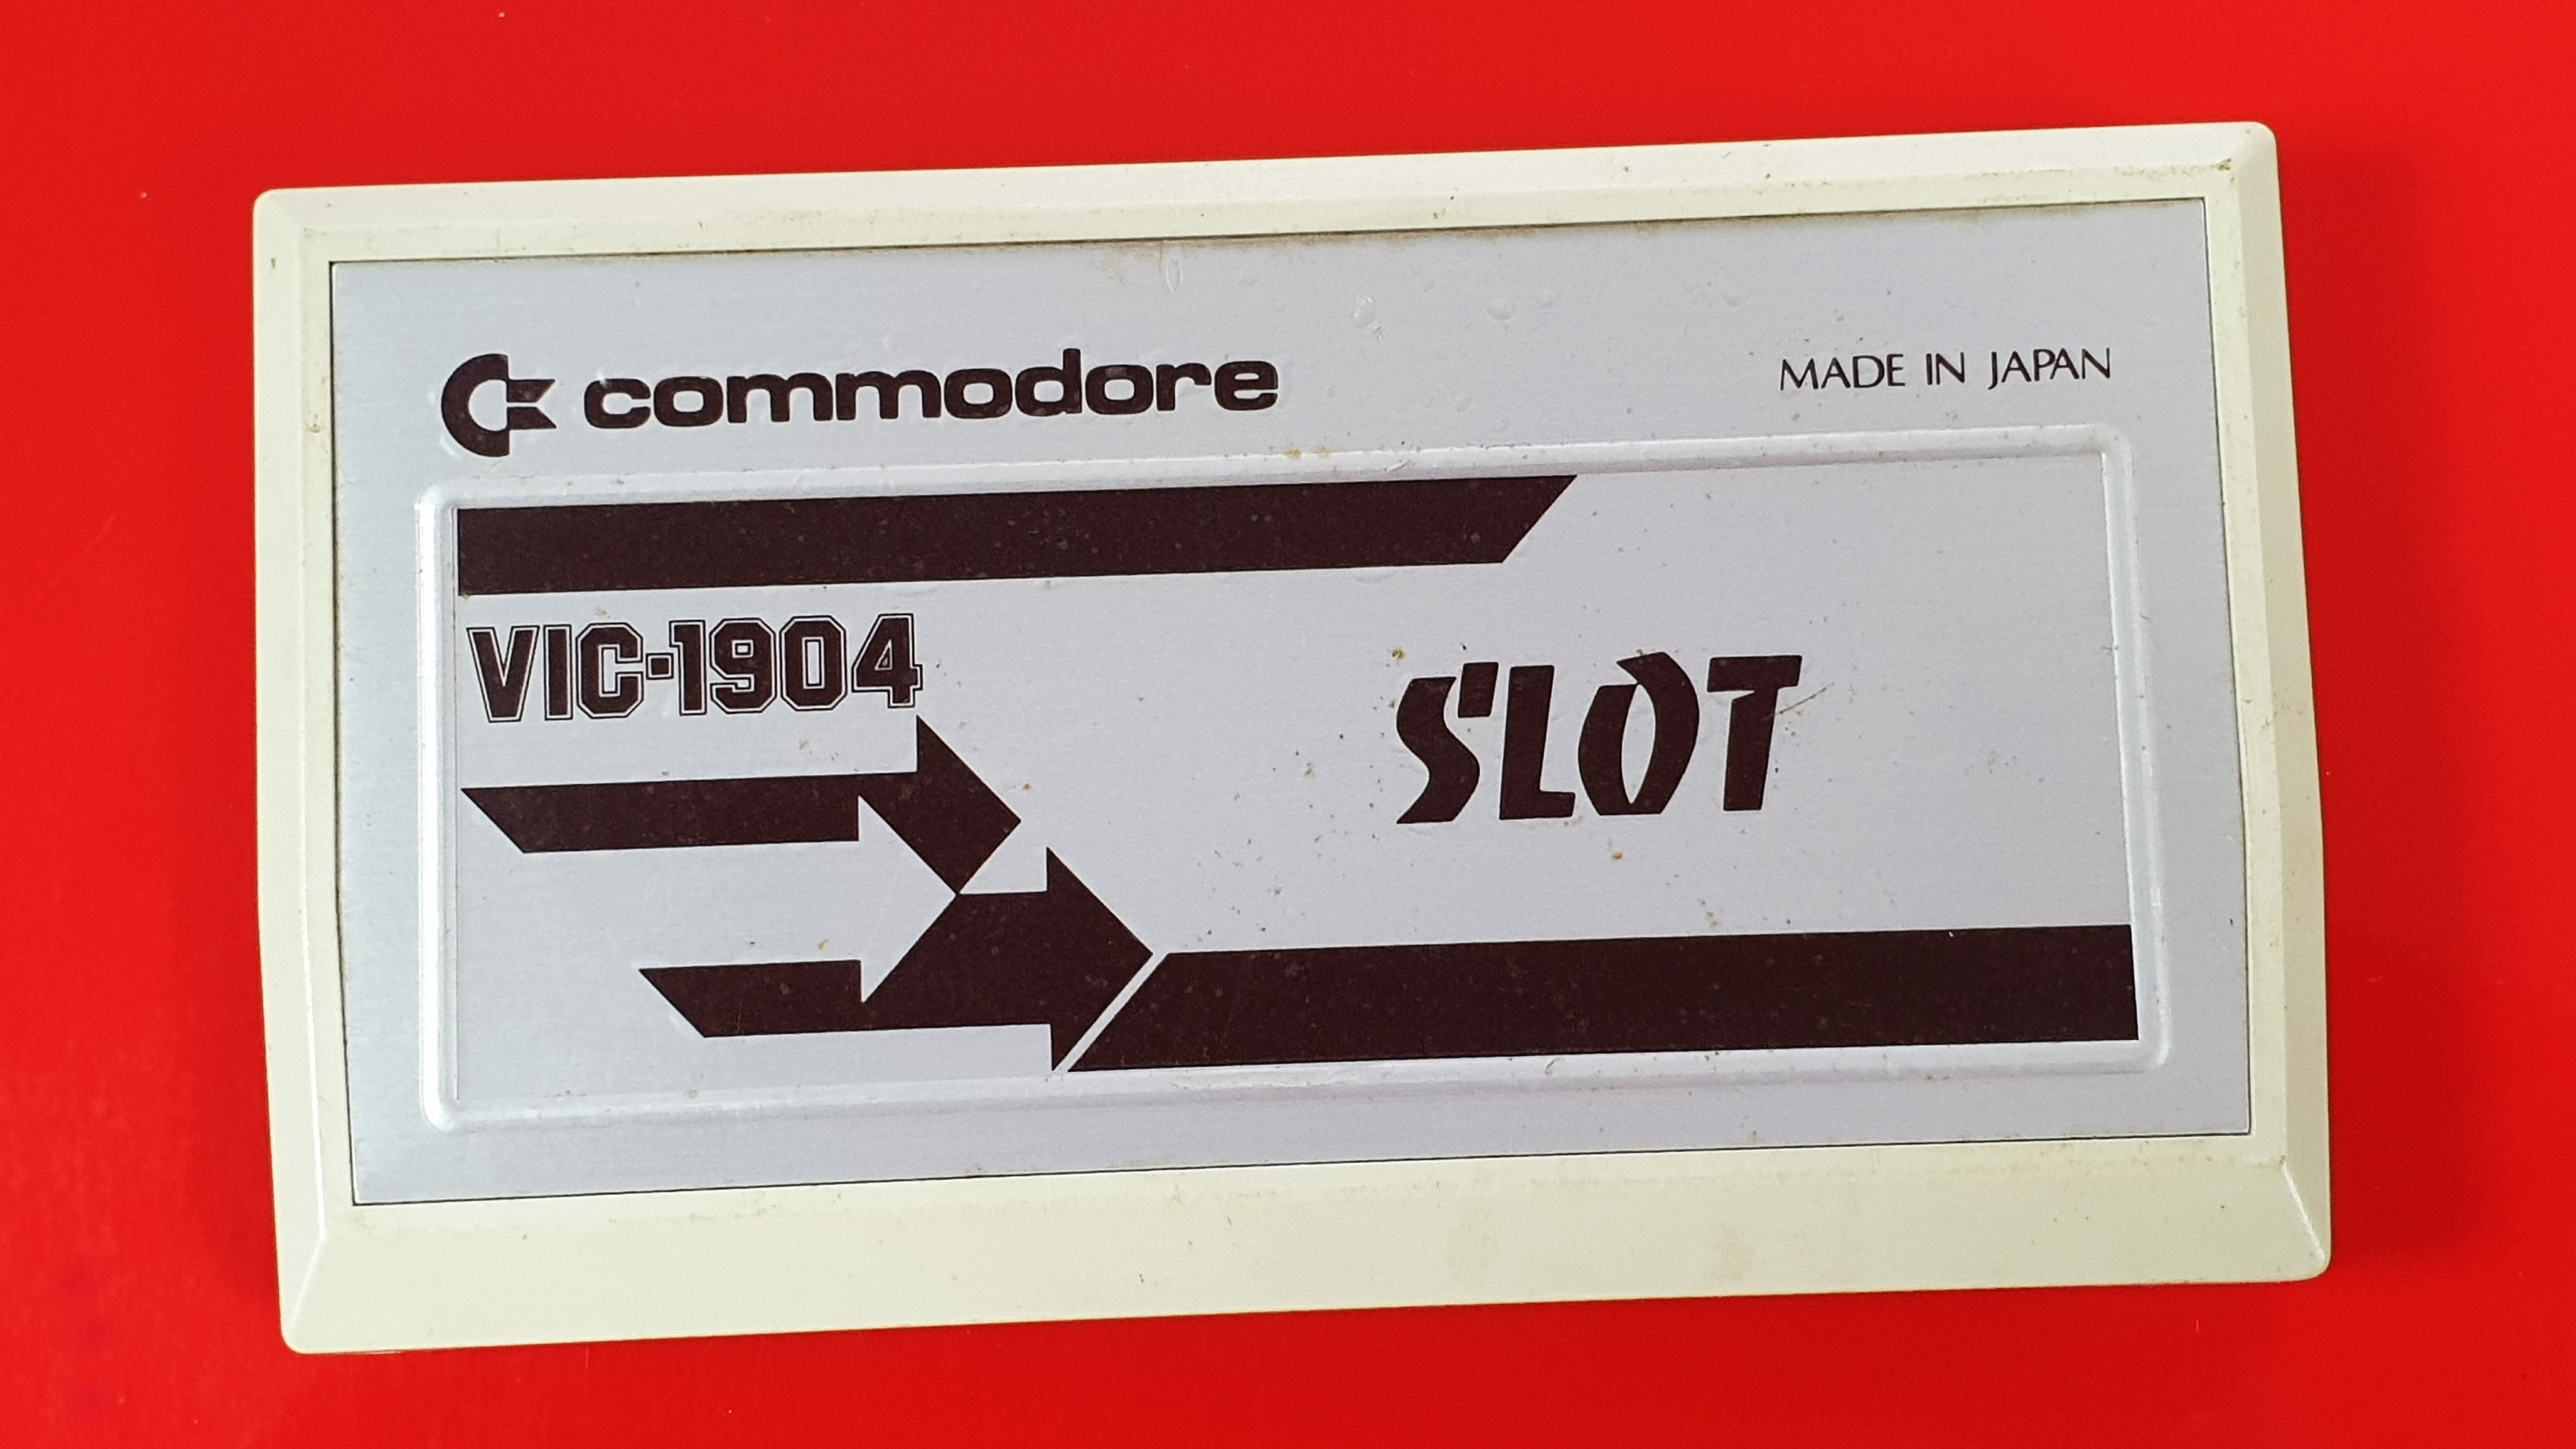 commodore
MADE IN JAPAN
VIC-1904
SLOT